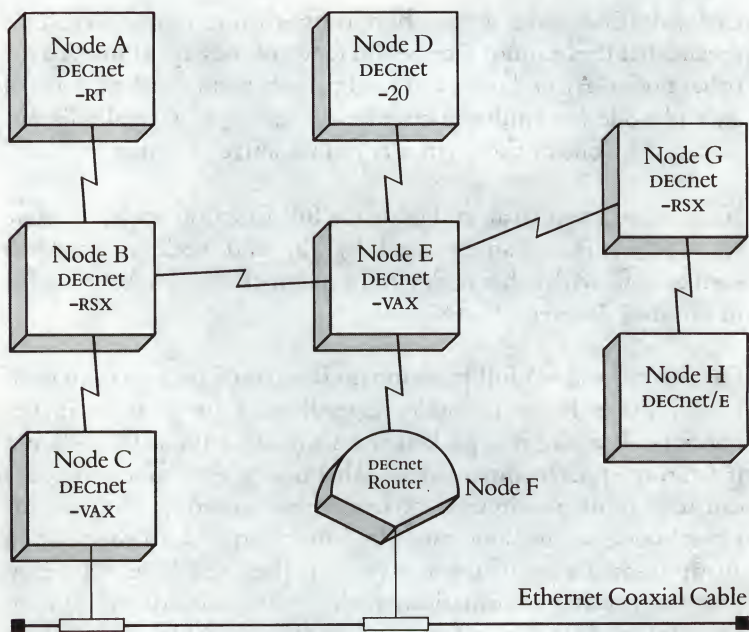 Node A
DECnet
-RT
Node D
DECnet
-20
Node G
DECnet
-RSX
Node B
DECnet
-RSX
Node E
DECnet
-VAX
Node H
DECnet/E
Node C
DECnet
-VAX
DECnet
Router
Node F
Ethernet Coaxial Cable